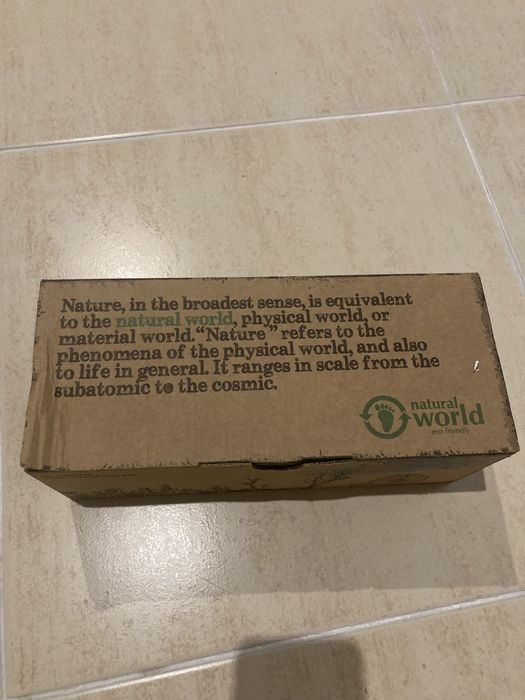 Nature, in the broadest sense, is equivalent
to the natural world, physical world, or
material world. “Nature” refers to the
phenomena of the physical world, and also
to life in general. It ranges in scale from the
subatomic to the cosmic.
natural
world
eco friendly